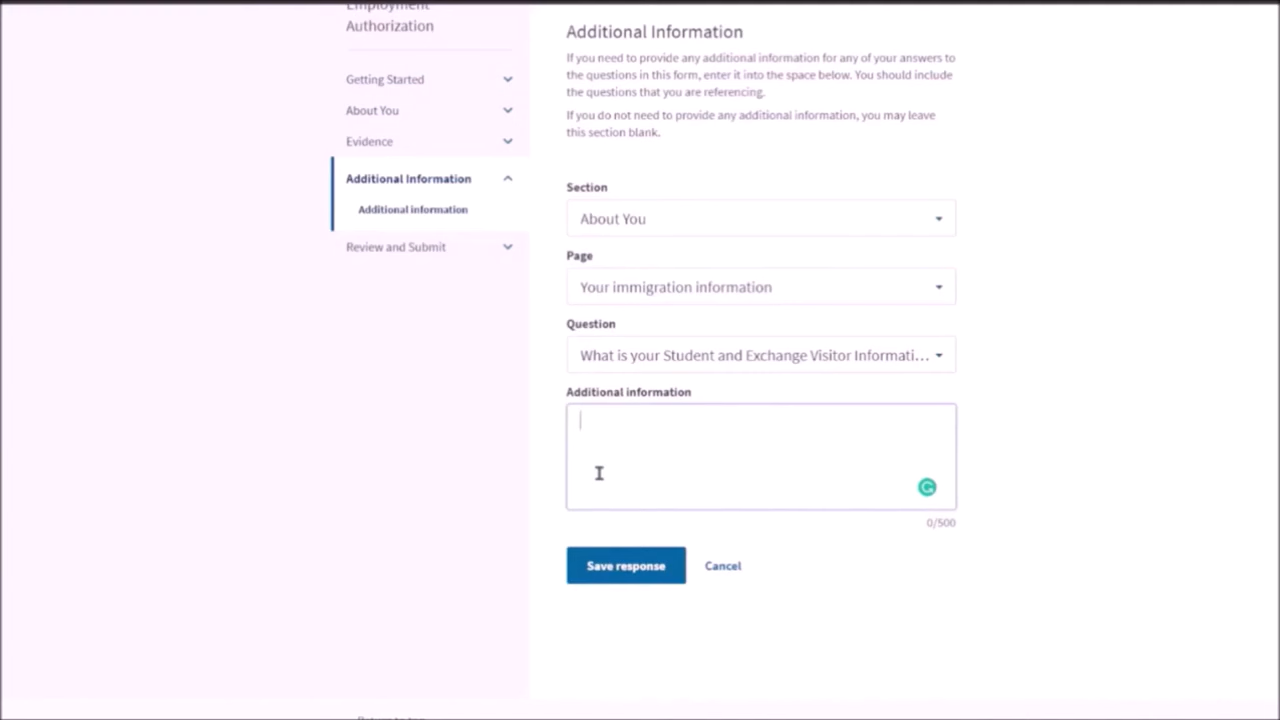 Employment
Authorization
Getting Started
About You
Evidence
Additional Information
Additional information
Review and Submit
Additional Information
If you need to provide any additional information for any of your answers to
the questions in this form, enter it into the space below. You should include
the questions that you are referencing.
If you do not need to provide any additional information, you may leave
this section blank.
Section
About You
Page
Your immigration information
Question
What is your Student and Exchange Visitor Informati...
Additional information
0/500
Save response
Cancel